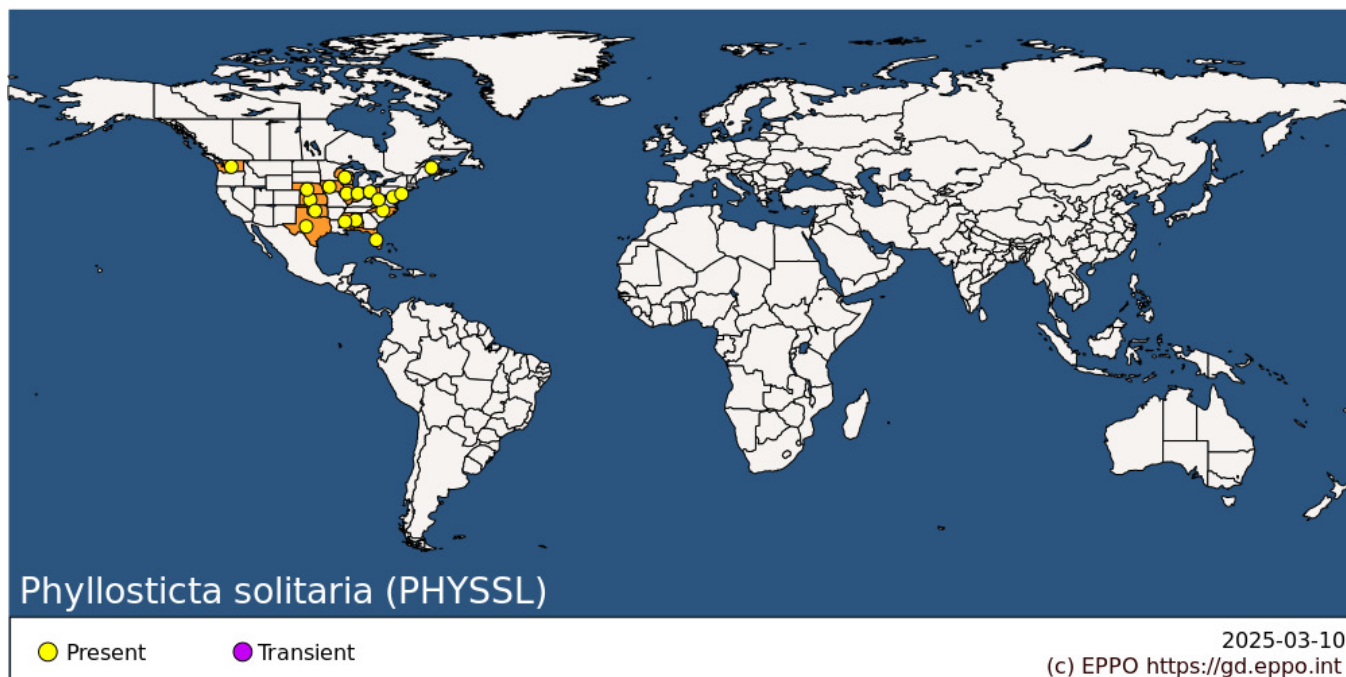 Phyllosticta solitaria (PHYSSL)
Present
Transient
2025-03-10
(c) EPPO https://gd.eppo.int